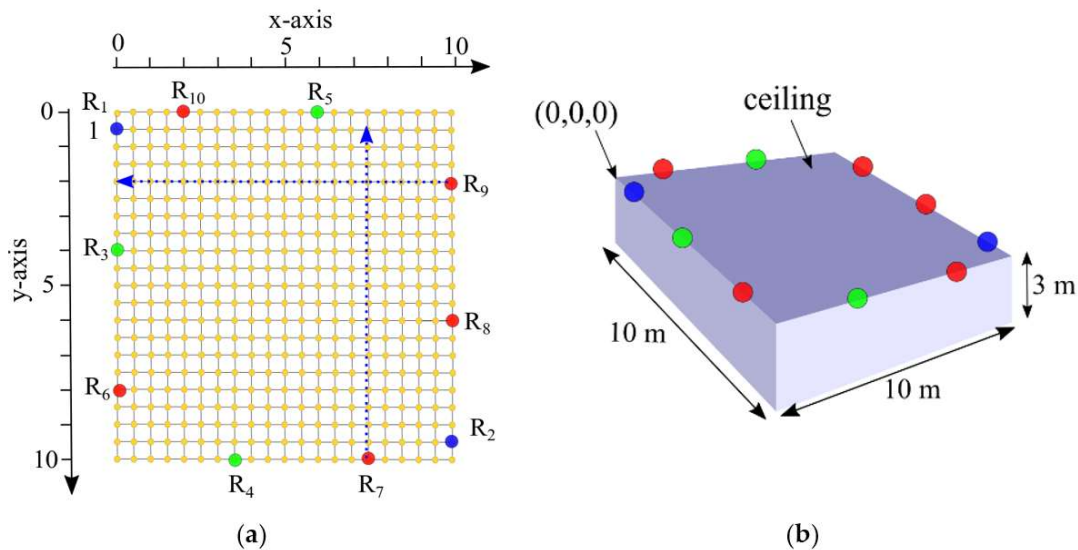 x-axis
0 5 10
R1 R10 R5
0
1
R9
R3
y-axis
5
R8
R6
R2
10
R4 R7
(a)
(0,0,0)
ceiling
3 m
10 m
10 m
(b)